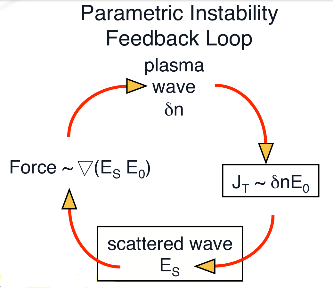 Parametric Instability
Feedback Loop
plasma
wave
δn
Force ~ ▽(E_S E_0)
J_T ~ δnE_0
scattered wave
E_S